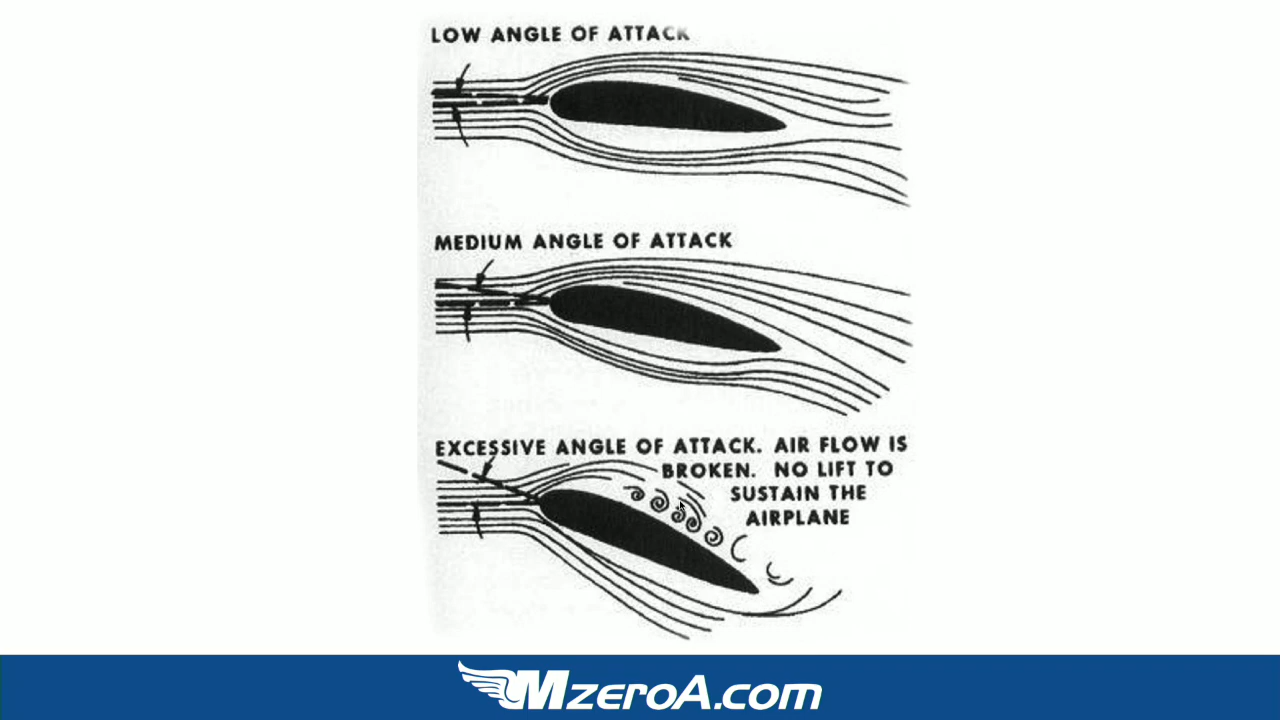 LOW ANGLE OF ATTACK
MEDIUM ANGLE OF ATTACK
EXCESSIVE ANGLE OF ATTACK. AIR FLOW IS
BROKEN. NO LIFT TO
SUSTAIN THE
AIRPLANE
MzeroA.com